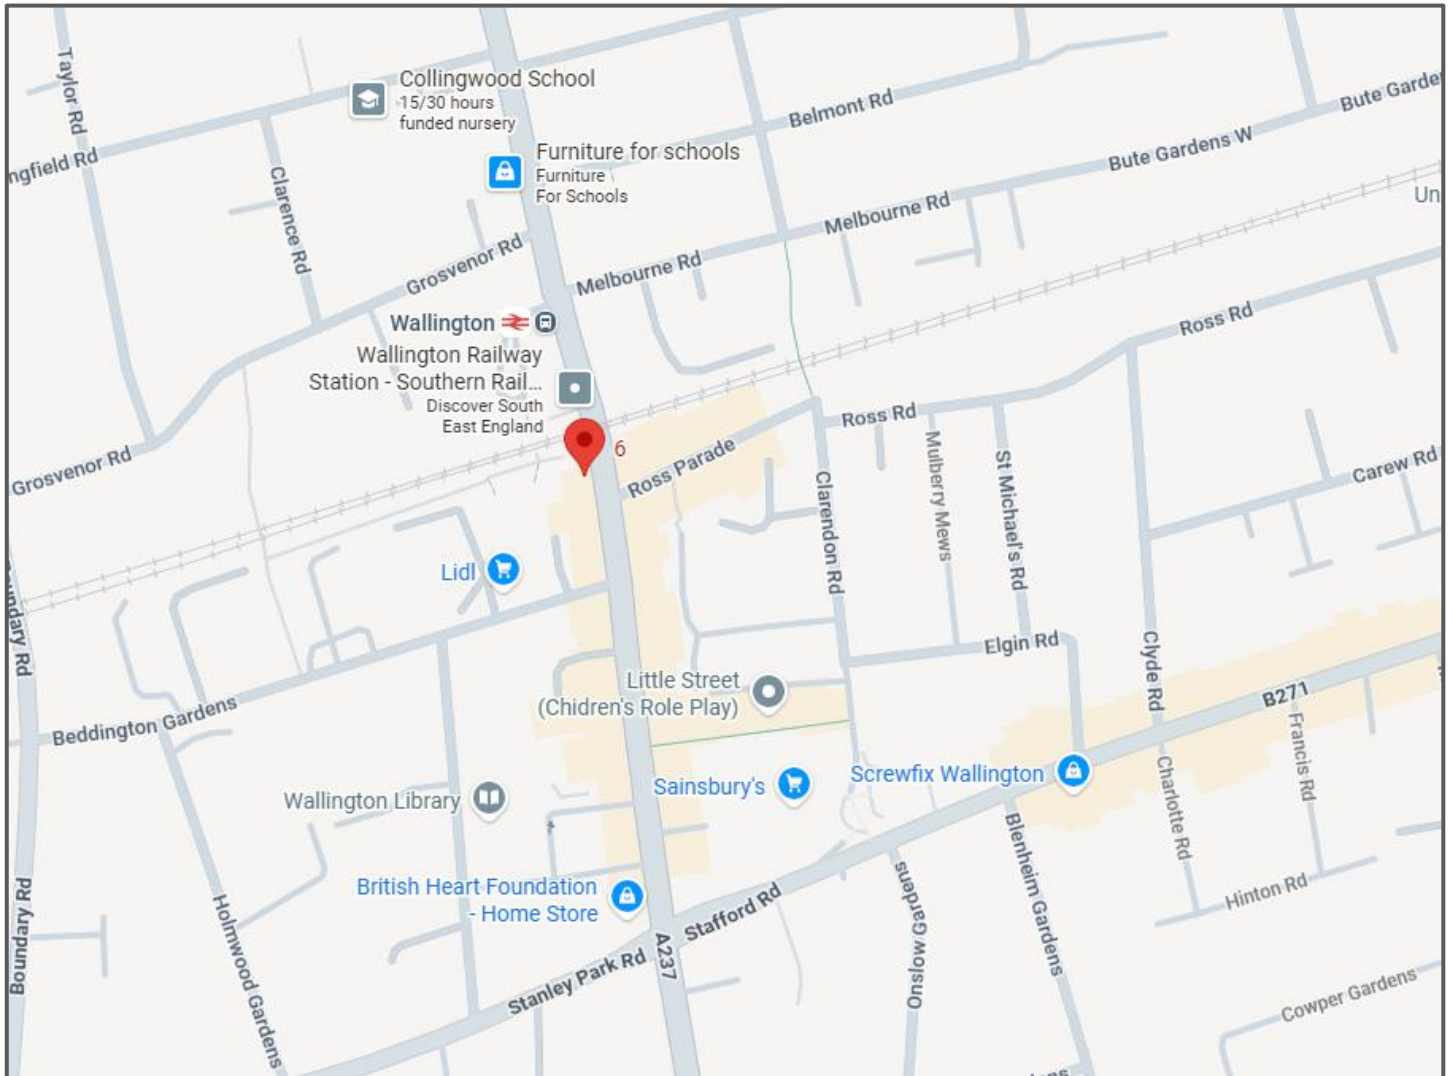 Taylor Rd
Collingwood School
15/30 hours
funded nursery
Belmont Rd
Bute Garde
ngfield Rd
Furniture for schools
Furniture
For Schools
Bute Gardens W
Clarence Rd
Melbourne Rd
Un
Grosvenor Rd
Melbourne Rd
Wallington
Ross Rd
Wallington Railway
Station - Southern Rail...
Discover South
East England
Ross Rd
Grosvenor Rd
6
Ross Parade
Mulberry Mews
St Michael's Rd
Carew Rd
Clarendon Rd
Lidl
oundary Rd
Elgin Rd
Clyde Rd
Little Street
(Chidren's Role Play)
B271
Beddington Gardens
Francis Rd
Screwfix Wallington
Sainsbury's
Wallington Library
Charlotte Rd
Blenheim Gardens
British Heart Foundation
- Home Store
Stafford Rd
Hinton Rd
Boundary Rd
Holmwood Gardens
Onslow Gardens
A237
Stanley Park Rd
Cowper Gardens